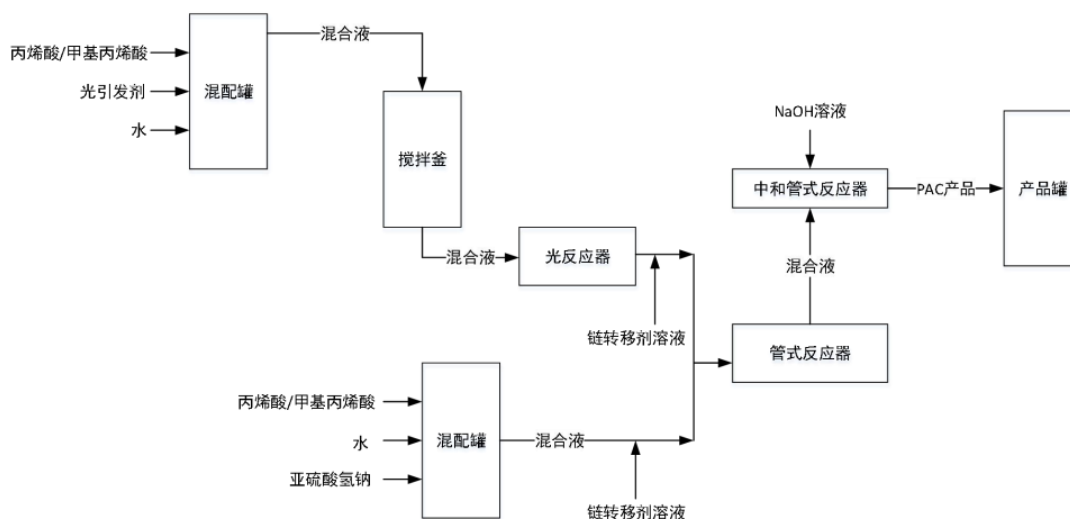 丙烯酸/甲基丙烯酸
光引发剂
水
混配罐
混合液
搅拌釜
混合液
光反应器
链转移剂溶液
丙烯酸/甲基丙烯酸
水
亚硫酸氢钠
混配罐
混合液
链转移剂溶液
管式反应器
混合液
NaOH溶液
中和管式反应器
PAC产品
产品罐